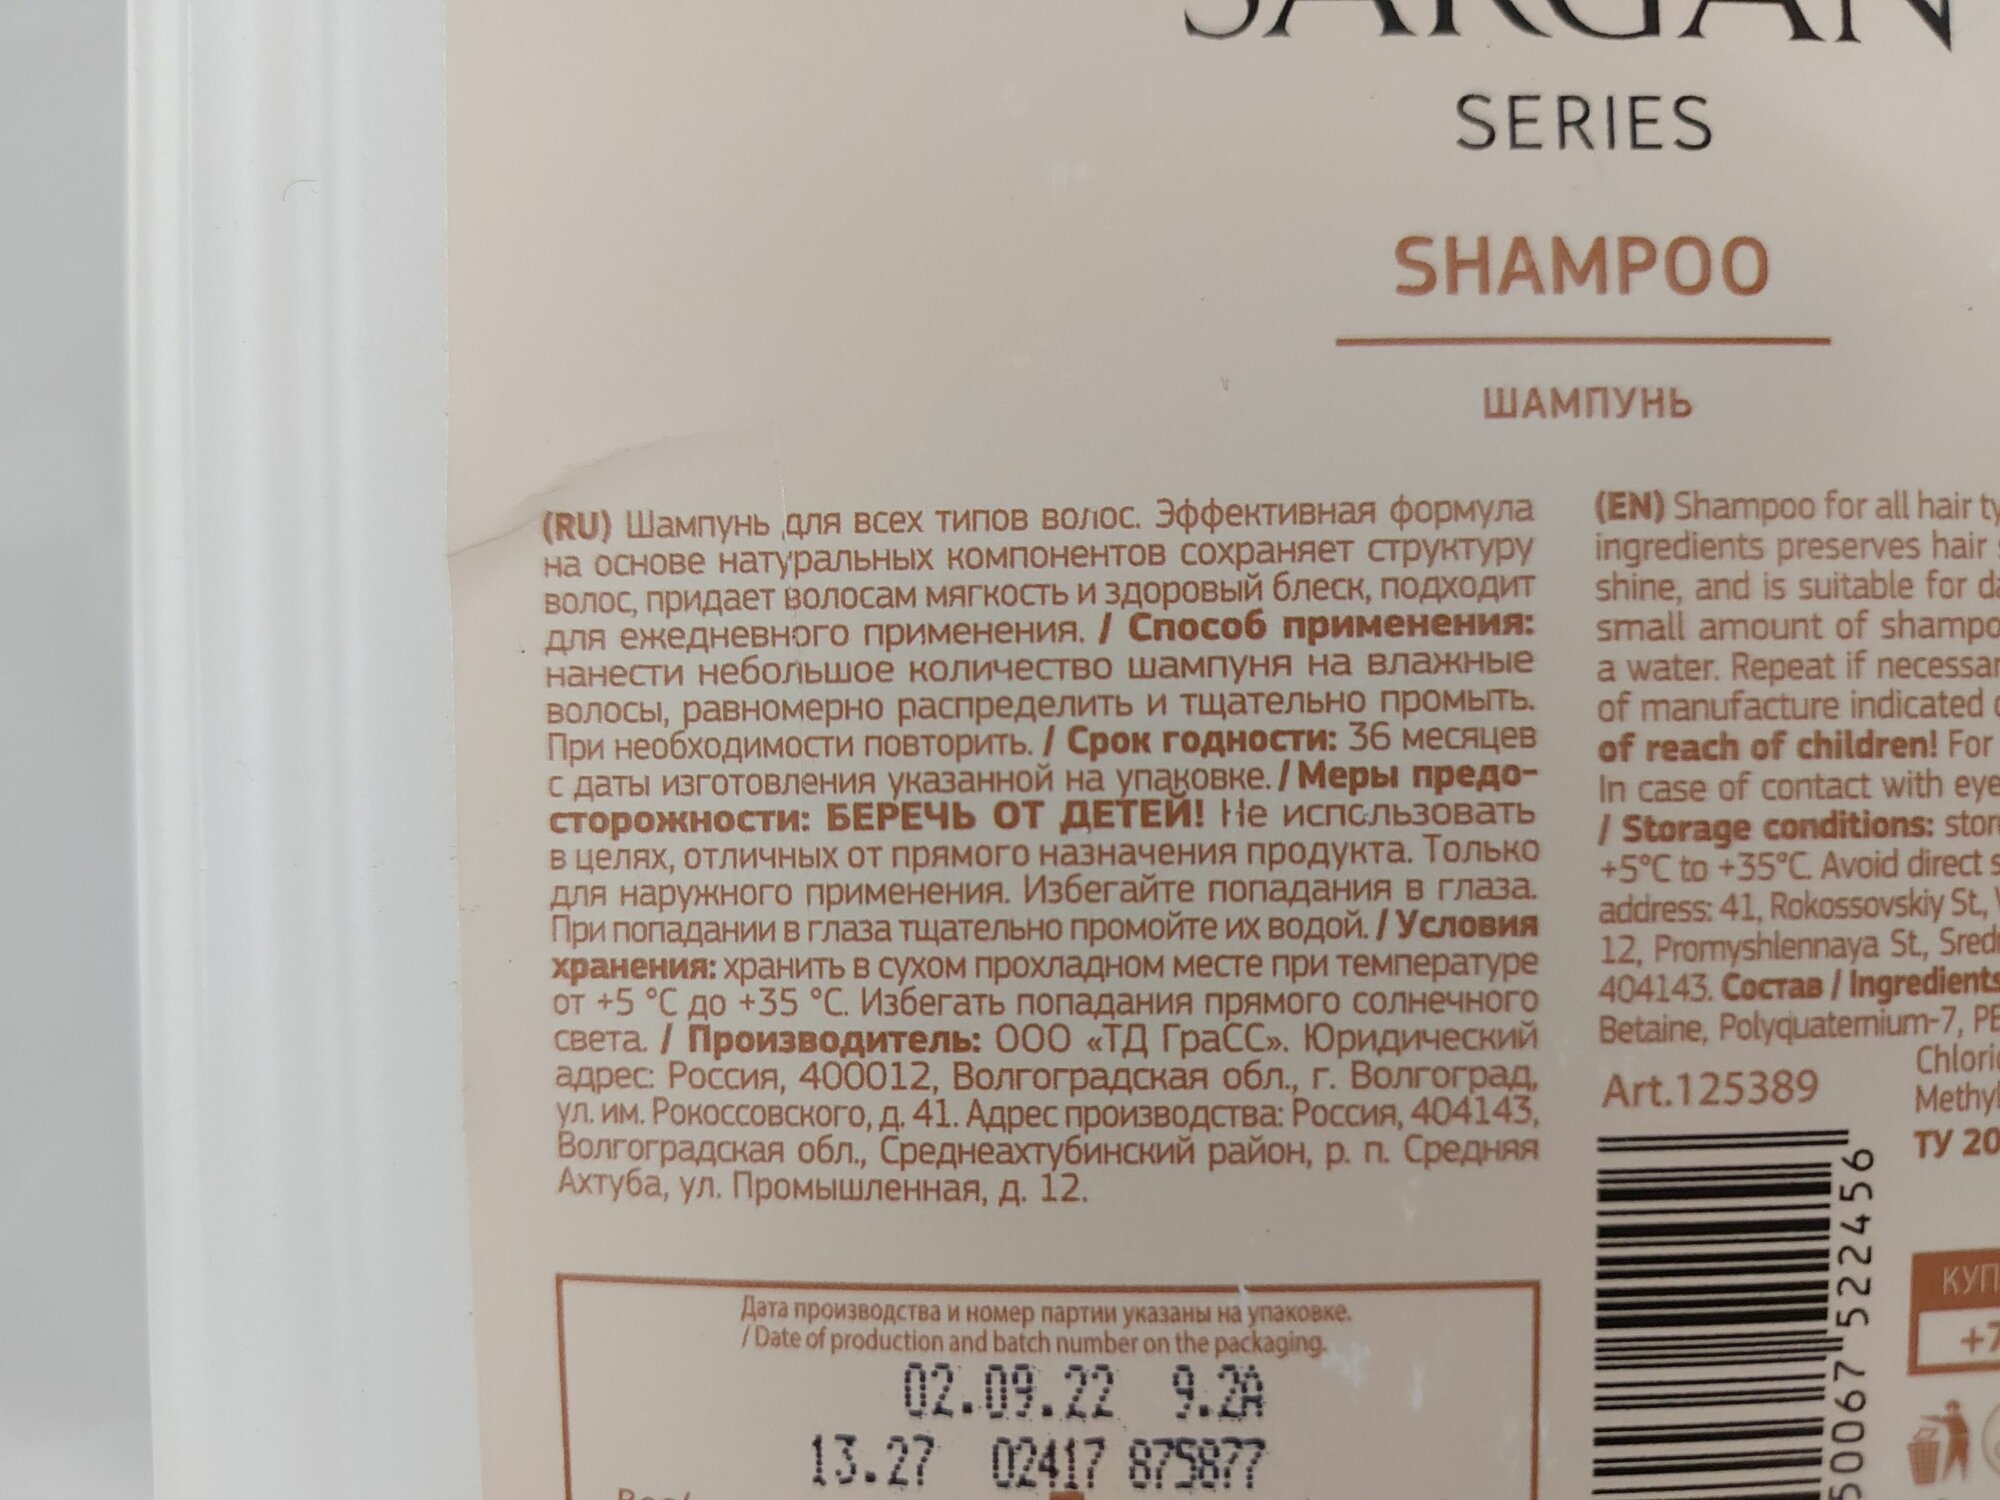 SARGAN
SERIES
SHAMPOO
ШАМПУНЬ
(RU) Шампунь для всех типов волос. Эффективная формула
на основе натуральных компонентов сохраняет структуру
волос, придает волосам мягкость и здоровый блеск, подходит
для ежедневного применения. / Способ применения:
нанести небольшое количество шампуня на влажные
волосы, равномерно распределить и тщательно промыть.
При необходимости повторить. / Срок годности: 36 месяцев
с даты изготовления указанной на упаковке. / Меры предо-
сторожности: БЕРЕЧЬ ОТ ДЕТЕЙ! Не использовать
в целях, отличных от прямого назначения продукта. Только
для наружного применения. Избегайте попадания в глаза.
При попадании в глаза тщательно промойте их водой. / Условия
хранения: хранить в сухом прохладном месте при температуре
от +5 °С до +35 °С. Избегать попадания прямого солнечного
света. / Производитель: ООО «ТД ГраСС». Юридический
адрес: Россия, 400012, Волгоградская обл., г. Волгоград,
ул. им. Рокоссовского, д. 41. Адрес производства: Россия, 404143,
Волгоградская обл., Среднеахтубинский район, р. п. Средняя
Ахтуба, ул. Промышленная, д. 12.
(EN) Shampoo for all hair
ingredients preserves hair
shine, and is suitable for
small amount of
a water. Repeat if
of manufacture indicated
of reach of children! For
In case of contact with
/ Storage conditions:
+5°C to +35°C. Avoid direct
address: 41, Rokossovskiy St.,
12, Promyshlennaya St.,
404143. Состав / Ingredients
Betaine, Polyquaternium-7,
Art.125389
ТУ 20
50067 522456
+7
Дата производства и номер партии указаны на упаковке.
/ Date of production and batch number on the packaging.
02.09.22 9.2A
13.27 02417 875877